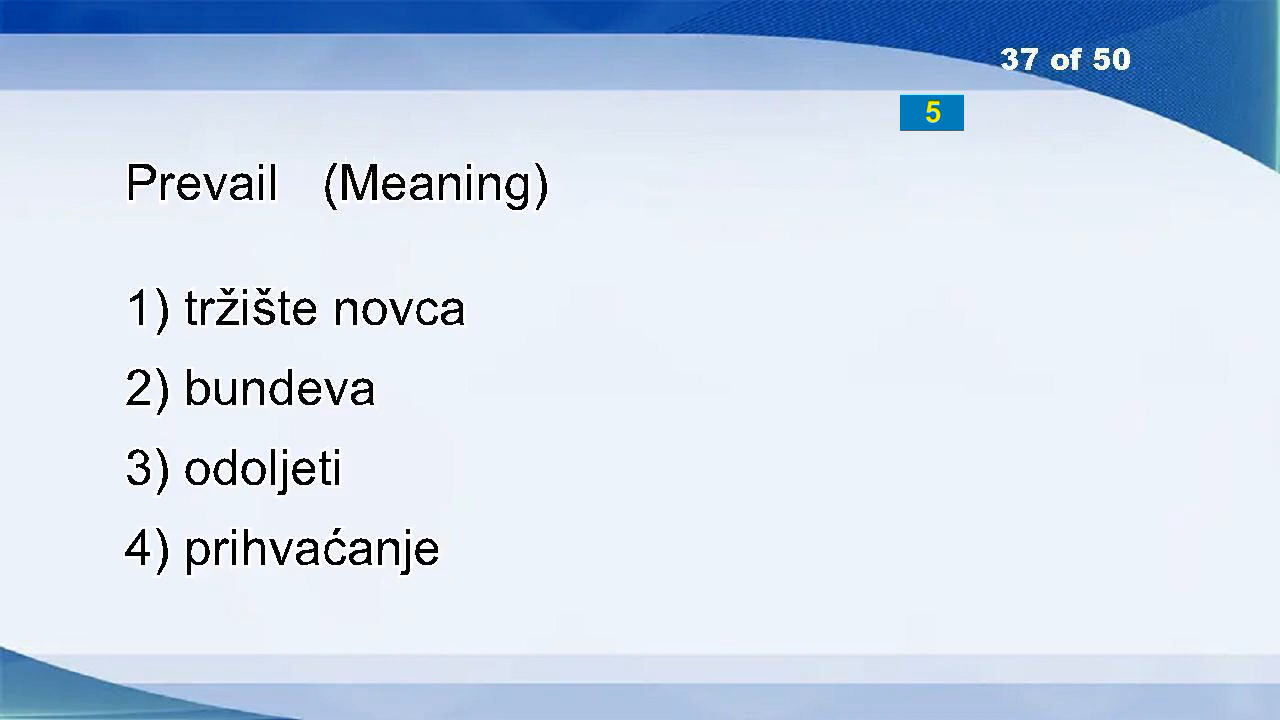 37 of 50
5
Prevail (Meaning)
1) tržište novca
2) bundeva
3) odoljeti
4) prihvaćanje